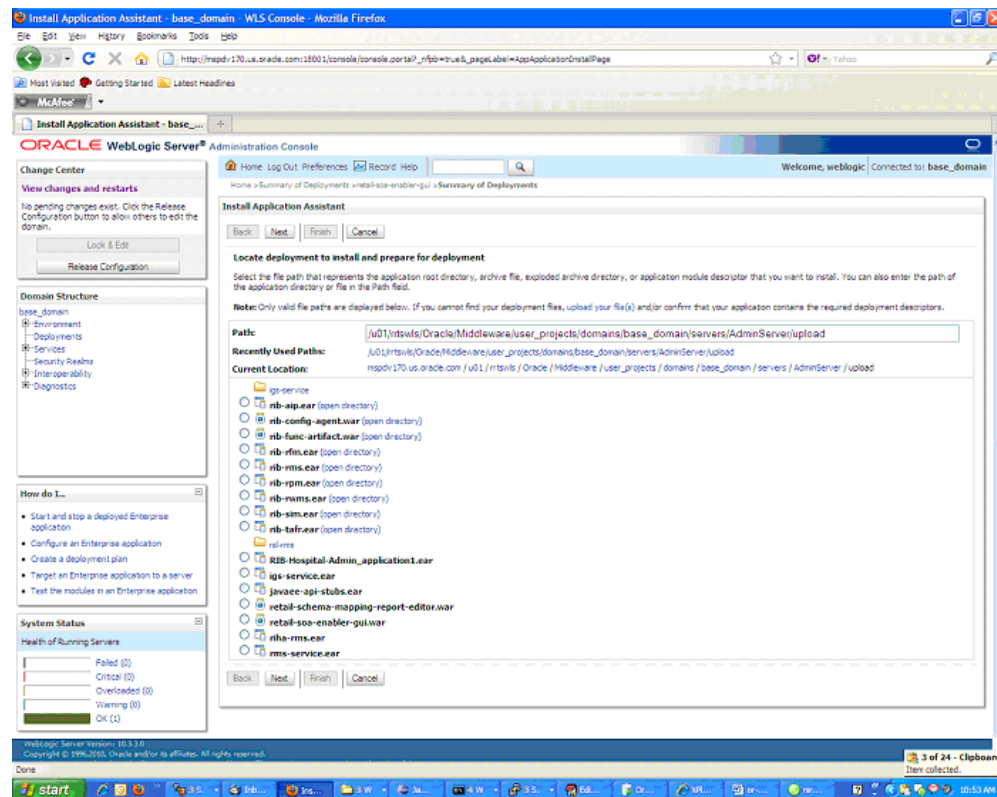 Install Application Assistant - base_domain - WLS Console - Mozilla Firefox
File Edit View History Bookmarks Tools Help
http://mspdv170.us.oracle.com:18001/console/console.portal?_nfpb=true&_pageLabel=AppApplicationInstallPage
Yahoo
Most Visited Getting Started Latest Headlines
McAfee
Install Application Assistant - base_...
ORACLE WebLogic Server® Administration Console
Change Center
View changes and restarts
No pending changes exist. Click the Release
Configuration button to allow others to edit the
domain.
Lock & Edit
Release Configuration
Domain Structure
base_domain
Environment
Deployments
Services
Security Realms
Interoperability
Diagnostics
How do I...
Start and stop a deployed Enterprise
application
Configure an Enterprise application
Create a deployment plan
Target an Enterprise application to a server
Test the modules in an Enterprise application
System Status
Health of Running Servers
Failed (0)
Critical (0)
Overloaded (0)
Warning (0)
OK (1)
Home Log Out Preferences Record Help
Welcome, weblogic Connected to: base_domain
Home >Summary of Deployments >retail-soa-enabler-gui >Summary of Deployments
Install Application Assistant
Back Next Finish Cancel
Locate deployment to install and prepare for deployment
Select the file path that represents the application root directory, archive file, exploded archive directory, or application module descriptor that you want to install. You can also enter the path of
the application directory or file in the Path field.
Note: Only valid file paths are displayed below. If you cannot find your deployment files, upload your file(s) and/or confirm that your application contains the required deployment descriptors.
Path: /u01/mtswls/Oracle/Middleware/user_projects/domains/base_domain/servers/AdminServer/upload
Recently Used Paths: /u01/mtswls/Oracle/Middleware/user_projects/domains/base_domain/servers/AdminServer/upload
Current Location: mspdv170.us.oracle.com / u01 / mtswls / Oracle / Middleware / user_projects / domains / base_domain / servers / AdminServer / upload
igs-service
rib-aip.ear (open directory)
rib-config-agent.war (open directory)
rib-func-artifact.war (open directory)
rib-rfm.ear (open directory)
rib-rms.ear (open directory)
rib-rpm.ear (open directory)
rib-rwms.ear (open directory)
rib-sim.ear (open directory)
rib-tafr.ear (open directory)
rsl-rms
RIB-Hospital-Admin_application1.ear
igs-service.ear
javaee-api-stubs.ear
retail-schema-mapping-report-editor.war
retail-soa-enabler-gui.war
riha-rms.ear
rms-service.ear
Back Next Finish Cancel
WebLogic Server Version: 10.3.3.0
Copyright © 1996,2010, Oracle and/or its affiliates. All rights reserved.
Done
3 of 24 - Clipboard
Item collected.
start
10:53 AM